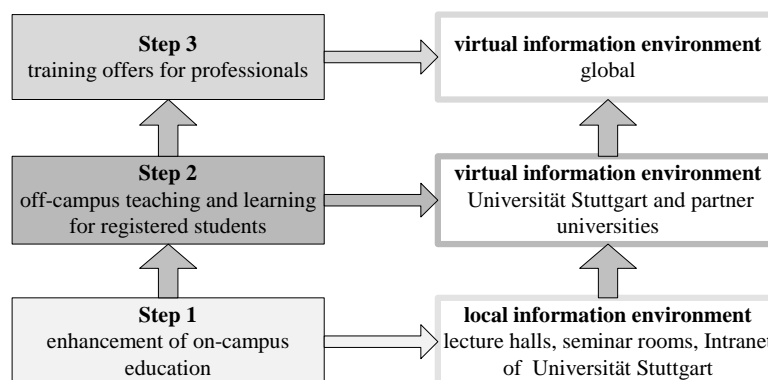 Step 3
training offers for professionals
virtual information environment
global
Step 2
off-campus teaching and learning
for registered students
virtual information environment
Universität Stuttgart and partner
universities
Step 1
enhancement of on-campus
education
local information environment
lecture halls, seminar rooms, Intranet
of Universität Stuttgart